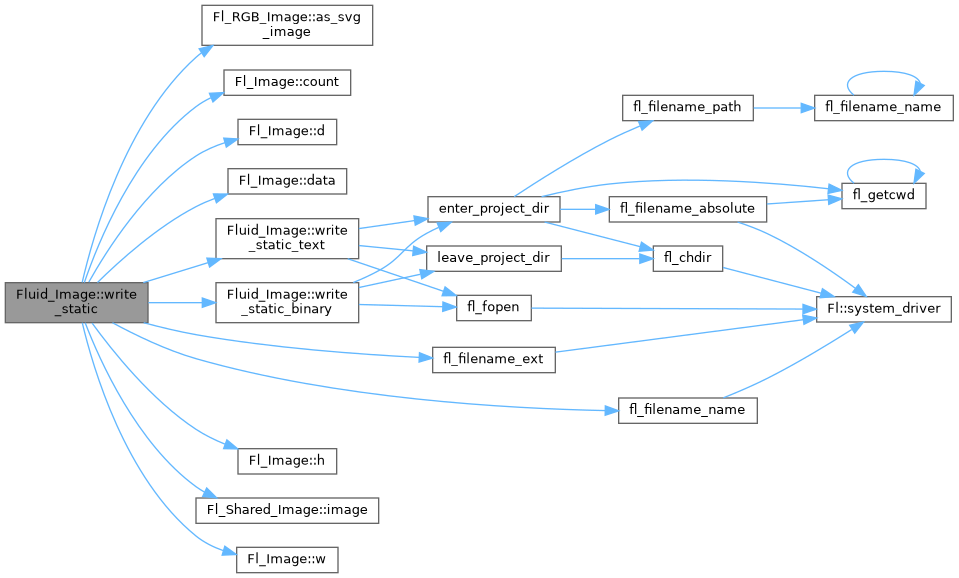 Fl_RGB_Image::as_svg
_image
Fl_Image::count
Fl_Image::d
Fl_Image::data
Fluid_Image::write
_static_text
Fluid_Image::write
_static
Fluid_Image::write
_static_binary
enter_project_dir
leave_project_dir
fl_fopen
fl_filename_ext
fl_filename_path
fl_filename_name
fl_filename_absolute
fl_getcwd
fl_chdir
Fl::system_driver
fl_filename_name
Fl_Image::h
Fl_Shared_Image::image
Fl_Image::w